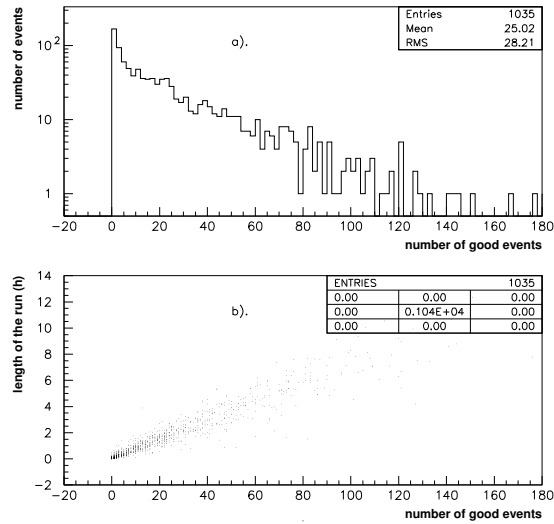 Entries 1035
Mean 25.02
RMS 28.21
a).
number of events
10²
10
1
−20 0 20 40 60 80 100 120 140 160 180
number of good events
ENTRIES 1035
0.00 0.00 0.00
0.00 0.104E+04 0.00
0.00 0.00 0.00
b).
length of the run (h)
14
12
10
8
6
4
2
0
−2
−20 0 20 40 60 80 100 120 140 160 180
number of good events